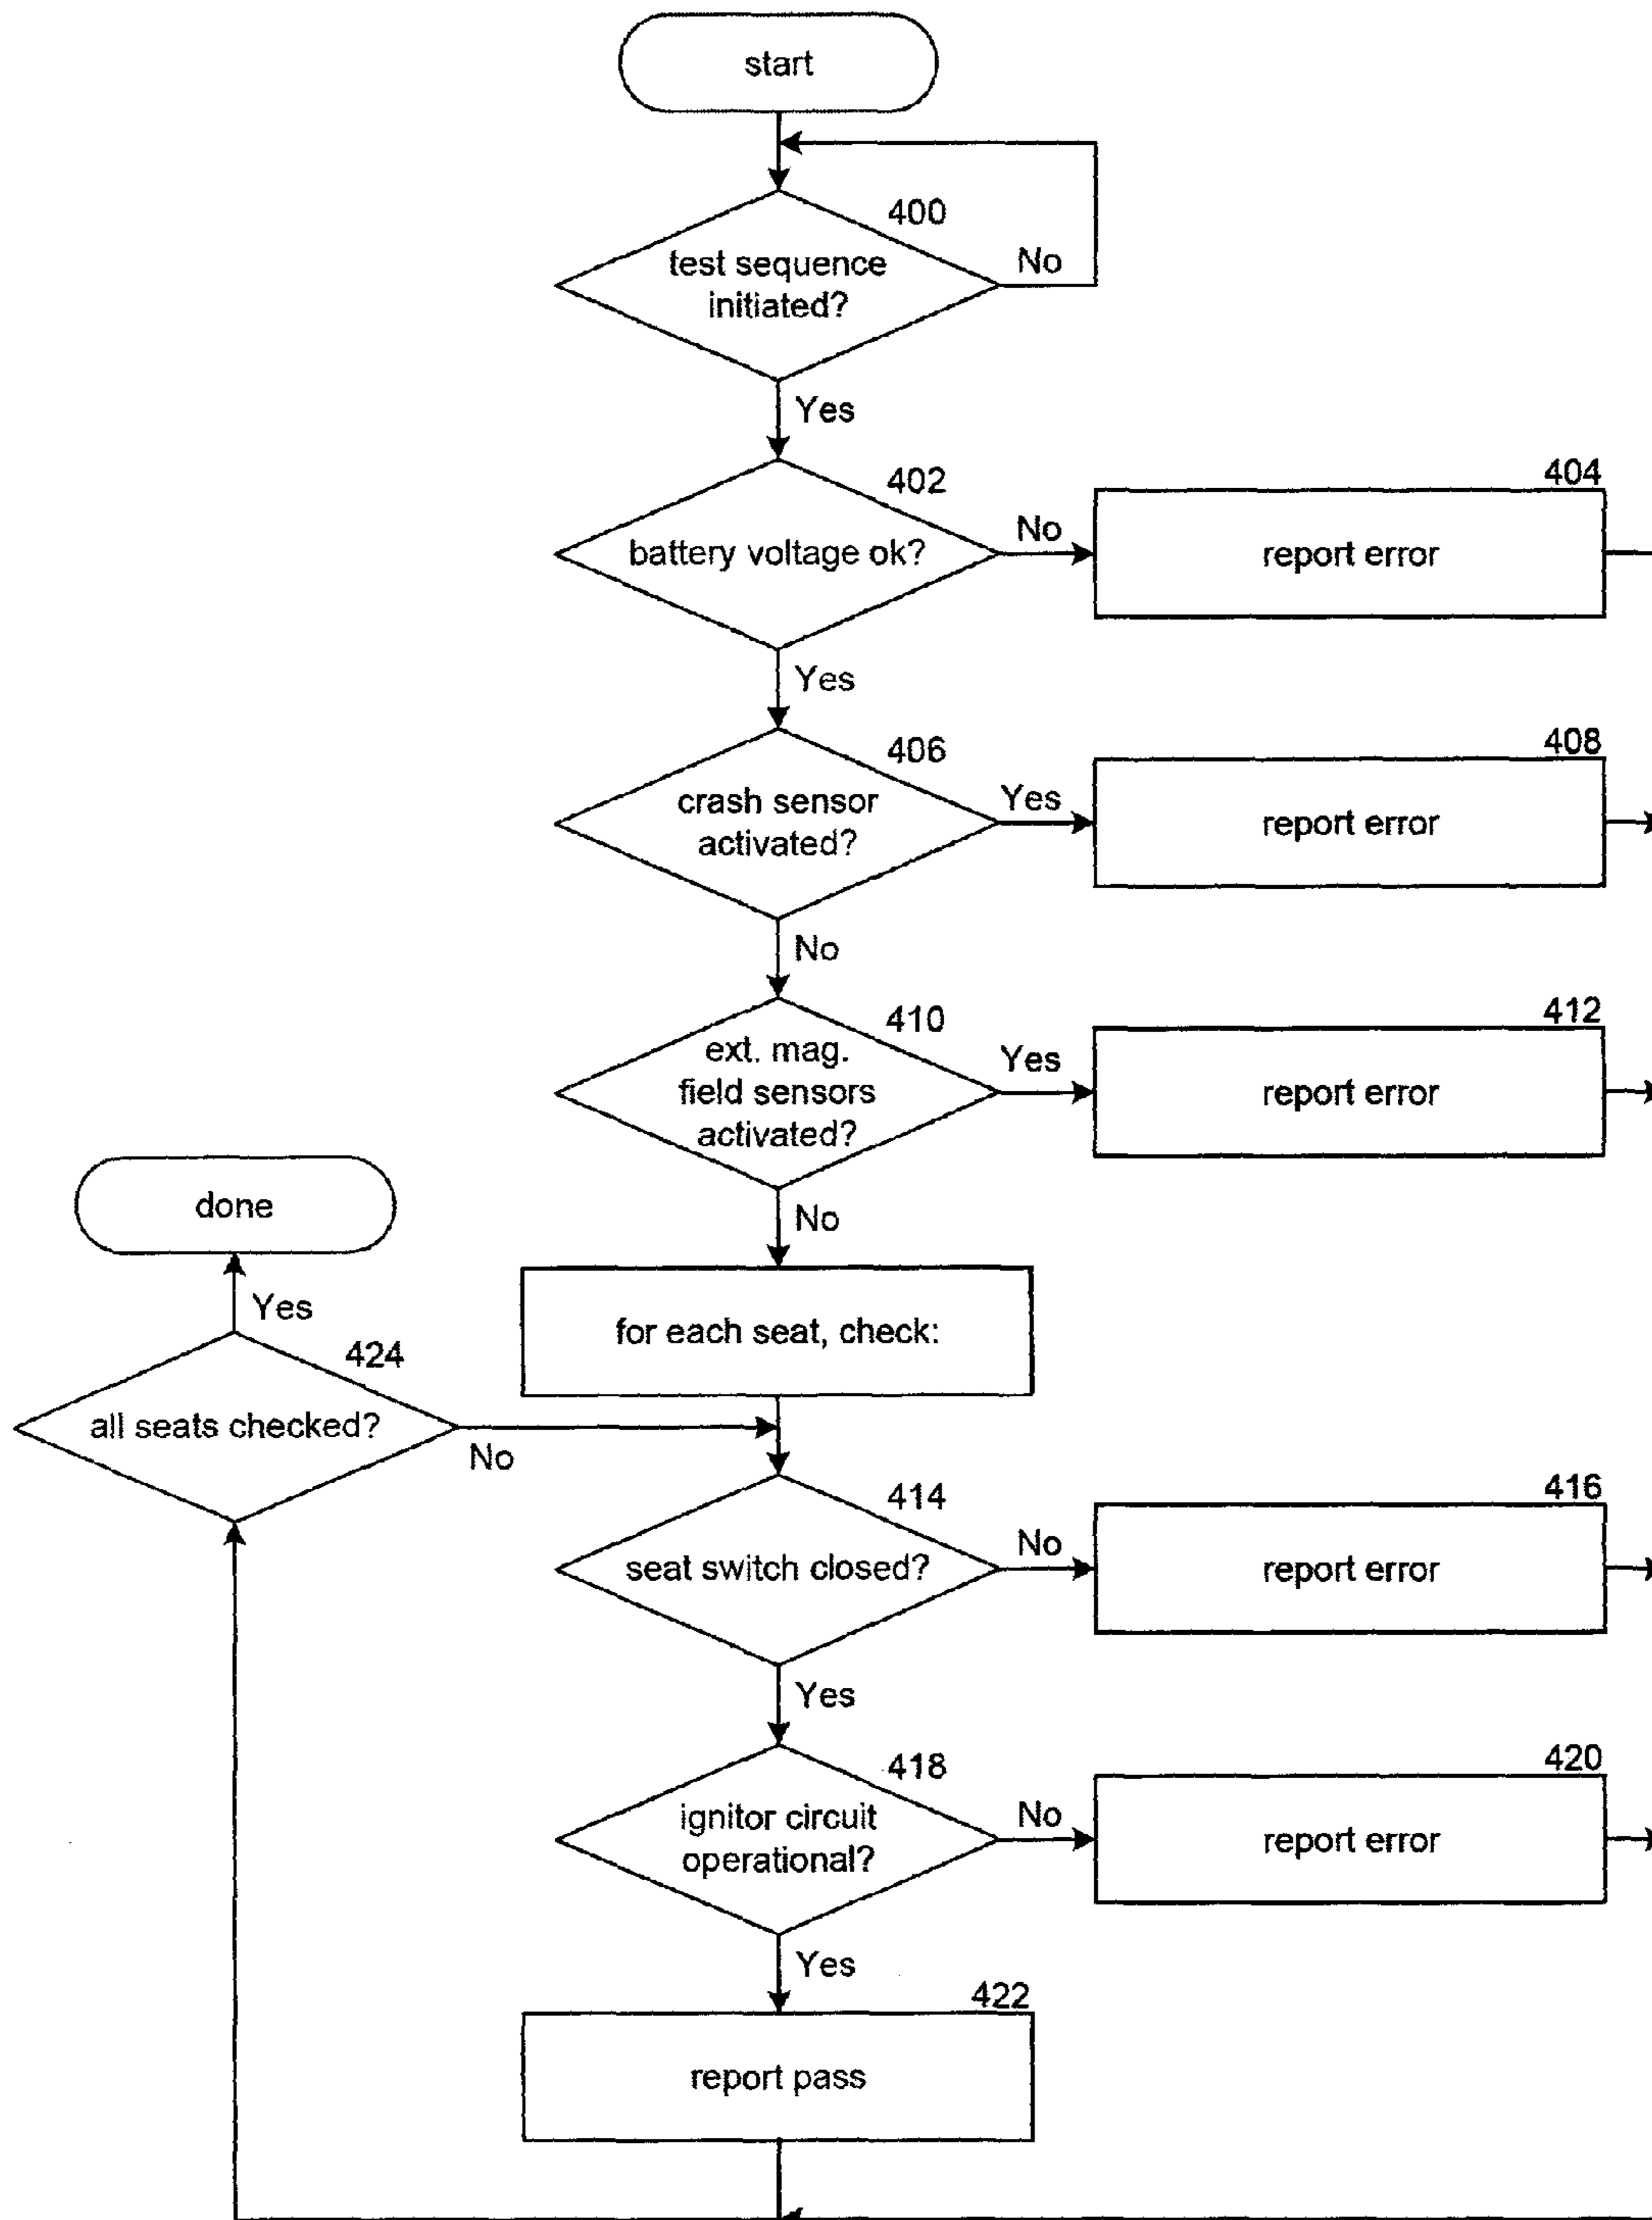 start
400
test sequence
initiated?
No
Yes
402
battery voltage ok?
No
404
report error
Yes
406
crash sensor
activated?
Yes
408
report error
No
410
ext. mag.
field sensors
activated?
Yes
412
report error
No
done
Yes
for each seat, check:
424
all seats checked?
No
414
seat switch closed?
No
416
report error
Yes
418
ignitor circuit
operational?
No
420
report error
Yes
422
report pass